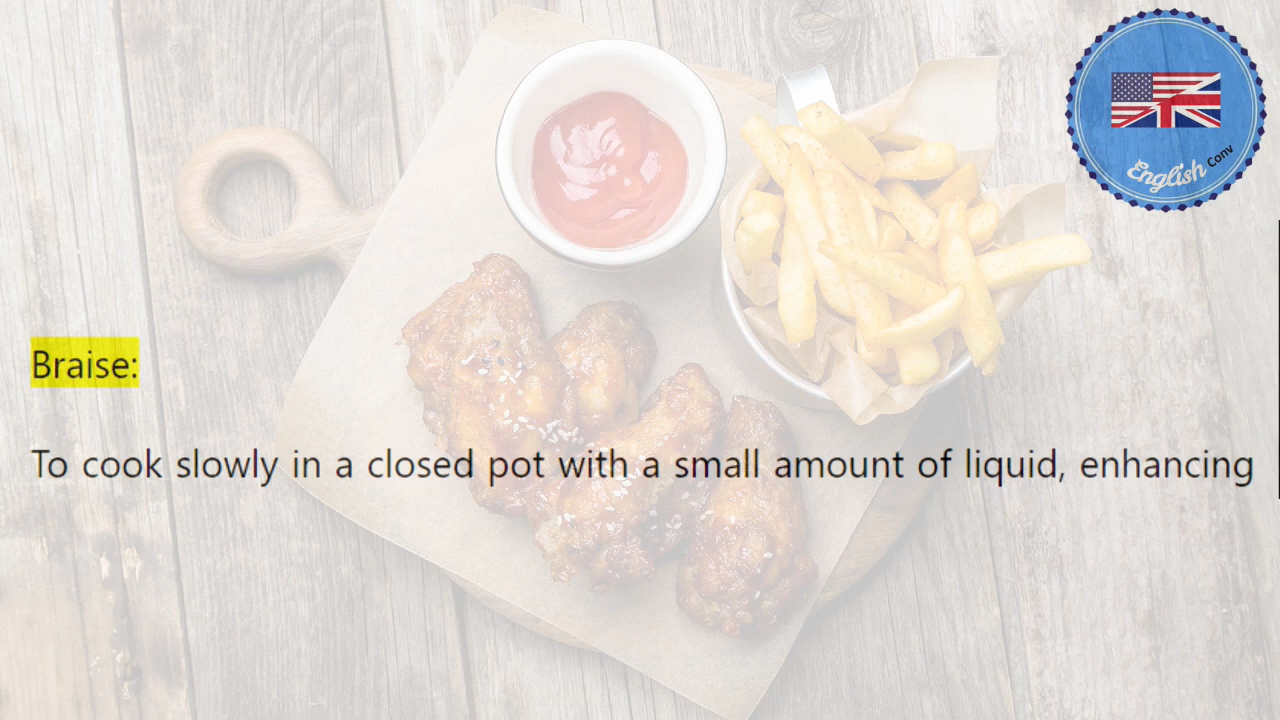 English Conv
Braise:
To cook slowly in a closed pot with a small amount of liquid, enhancing